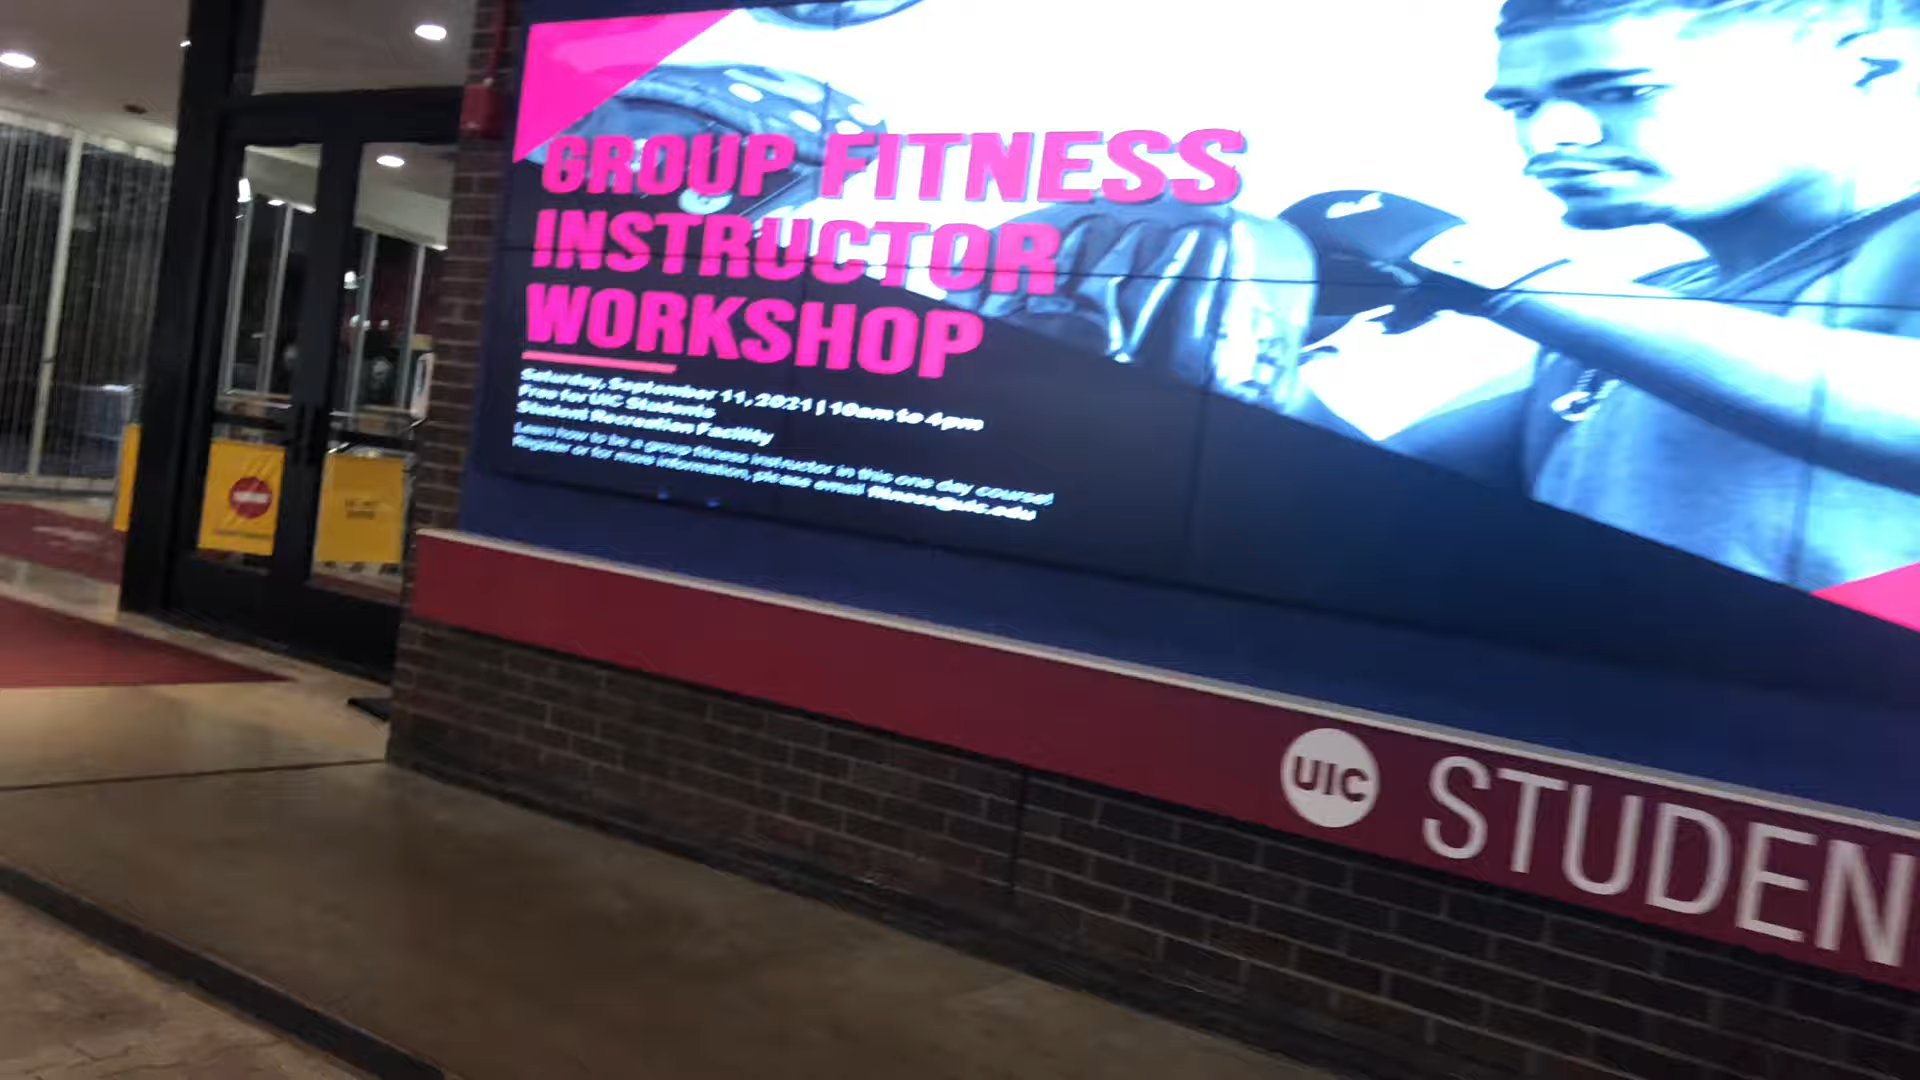 GROUP FITNESS
INSTRUCTOR
WORKSHOP
Saturday, September 11, 2021 | 10am to 4pm
Free for UIC Students
Student Recreation Facility
Learn how to be a group fitness instructor in this one day course!
Register or for more information, please email fitness@uic.edu
UIC STUDEN